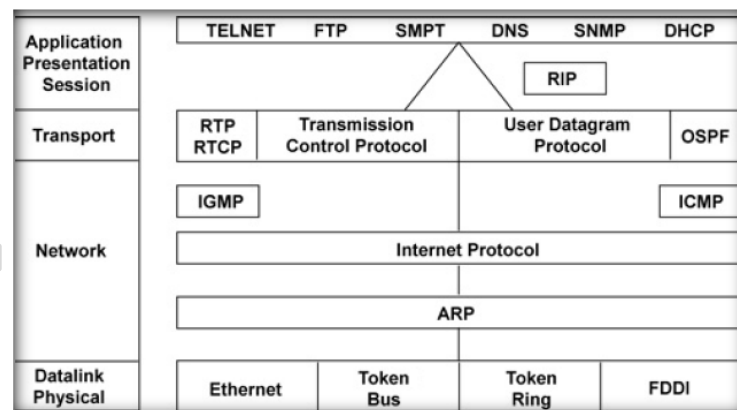 Application
Presentation
Session
TELNET FTP SMPT DNS SNMP DHCP
RIP
Transport
RTP
RTCP
Transmission
Control Protocol
User Datagram
Protocol
OSPF
Network
IGMP
ICMP
Internet Protocol
ARP
Datalink
Physical
Ethernet
Token
Bus
Token
Ring
FDDI